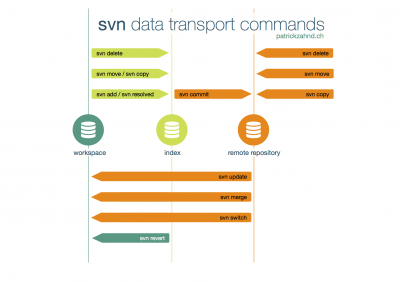 svn data transport commands
patrickzahnd.ch
svn delete
svn delete
svn move / svn copy
svn move
svn add / svn resolved
svn commit
svn copy
workspace
index
remote repository
svn update
svn merge
svn switch
svn revert